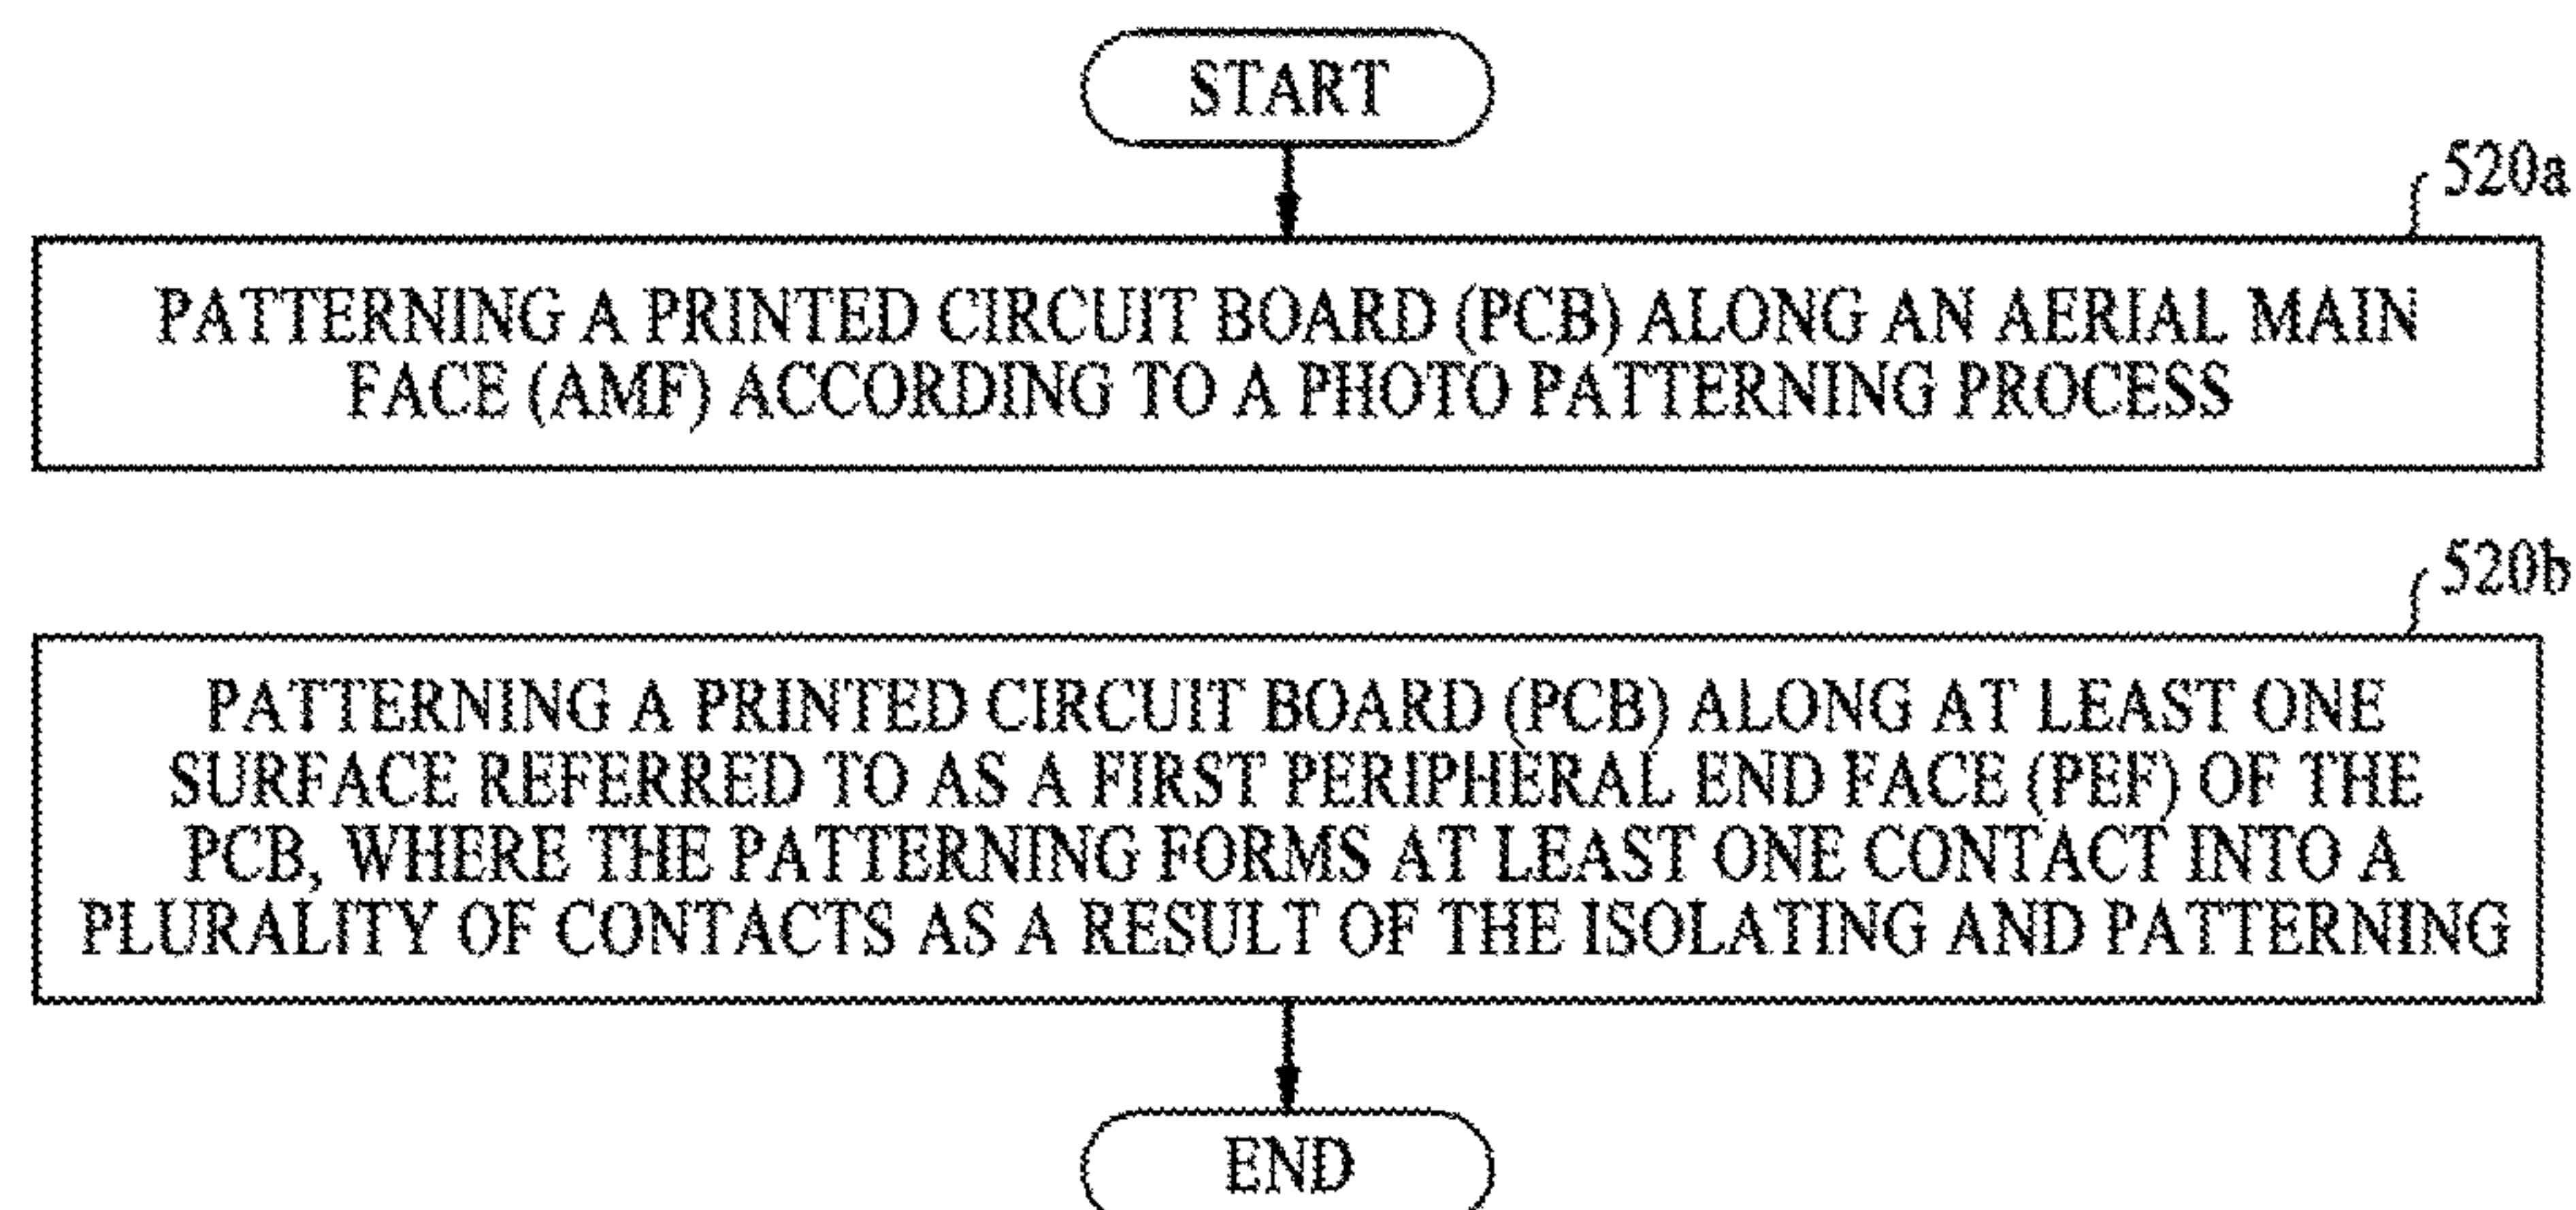 START
520a
PATTERNING A PRINTED CIRCUIT BOARD (PCB) ALONG AN AERIAL MAIN
FACE (AMF) ACCORDING TO A PHOTO PATTERNING PROCESS
520b
PATTERNING A PRINTED CIRCUIT BOARD (PCB) ALONG AT LEAST ONE
SURFACE REFERRED TO AS A FIRST PERIPHERAL END FACE (PEF) OF THE
PCB, WHERE THE PATTERNING FORMS AT LEAST ONE CONTACT INTO A
PLURALITY OF CONTACTS AS A RESULT OF THE ISOLATING AND PATTERNING
END